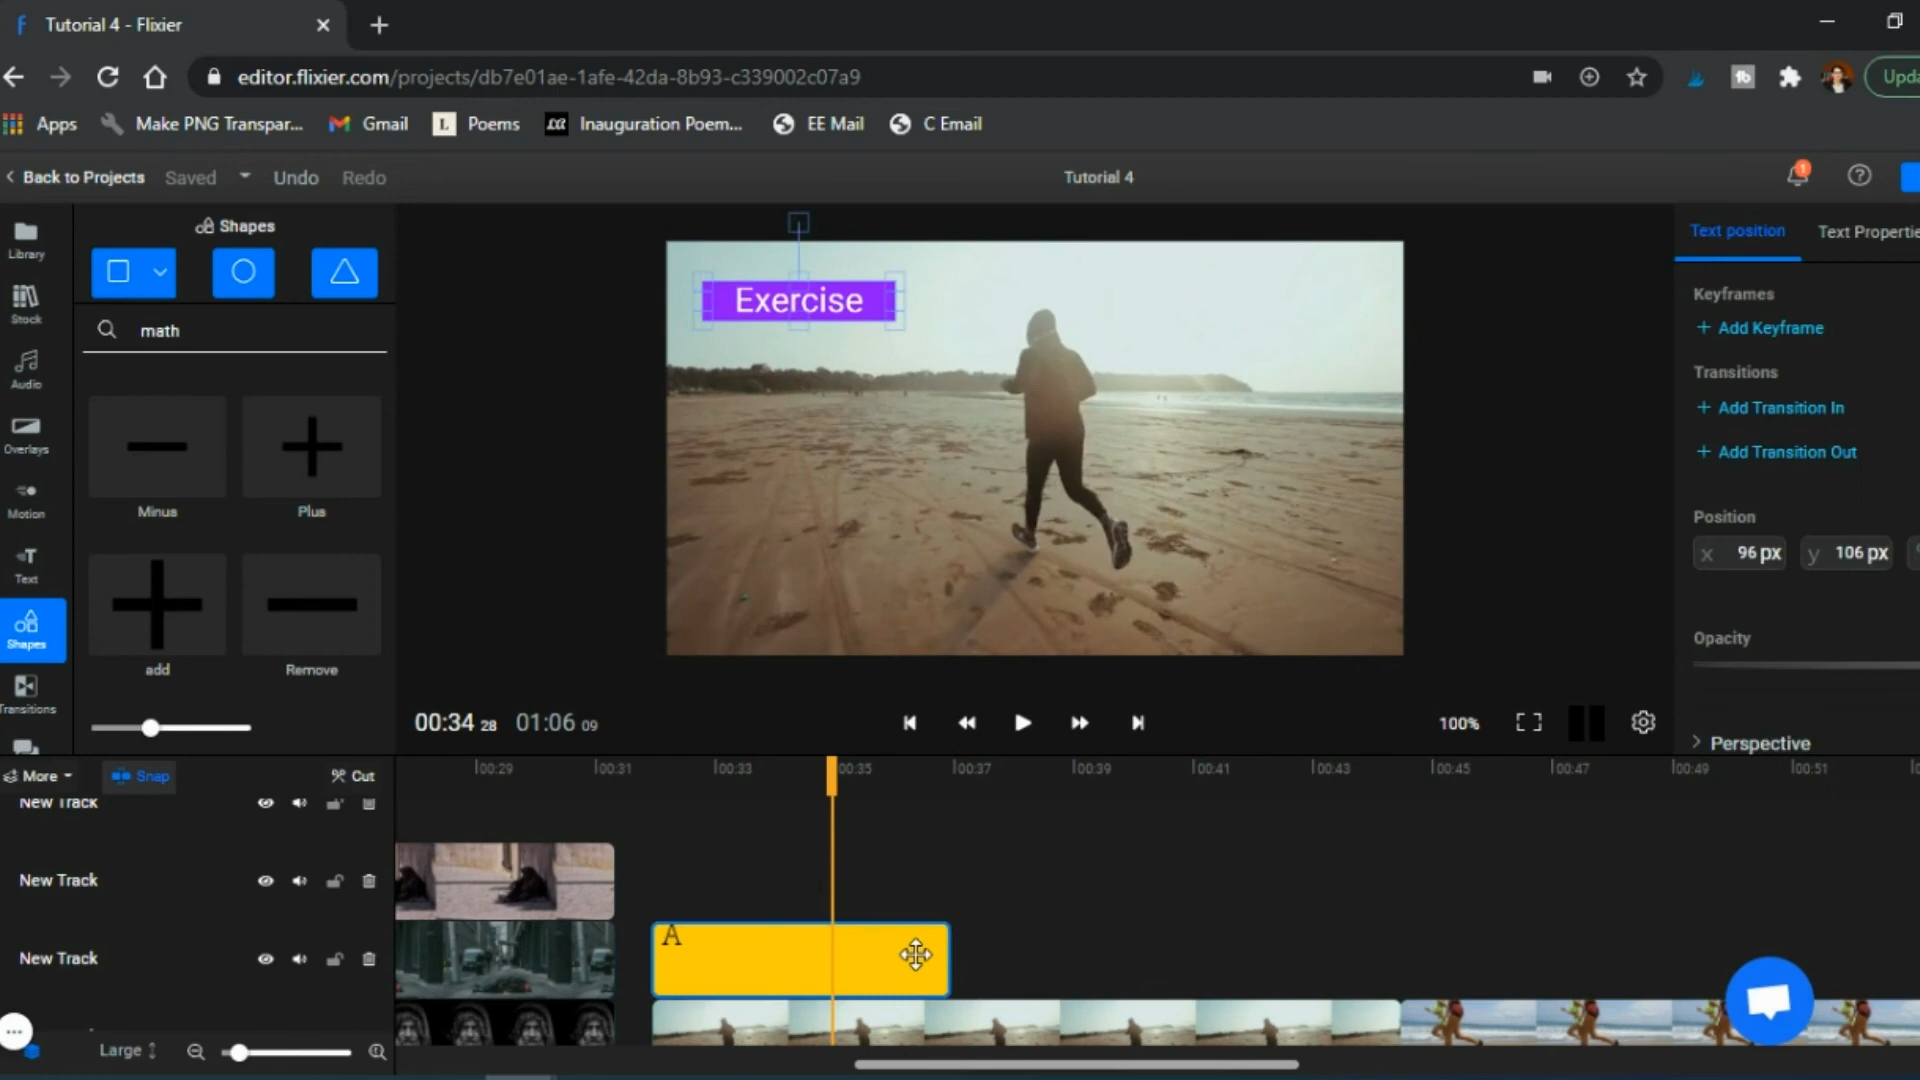 Tutorial 4 - Flixier
editor.flixier.com/projects/db7e01ae-1afe-42da-8b93-c339002c07a9
Apps Make PNG Transpar... Gmail L Poems Inauguration Poem... EE Mail C Email
Back to Projects Saved Undo Redo Tutorial 4 1
Library
Stock
Audio
Overlays
Motion
Text
Shapes
Transitions
Shapes
math
Minus Plus
add Remove
Exercise
Text position Text Propertie
Keyframes
+ Add Keyframe
Transitions
+ Add Transition In
+ Add Transition Out
Position
x 96 px y 106 px
Opacity
Perspective
00:34 28 01:06 09 100%
More Snap Cut
00:29 00:31 00:33 00:35 00:37 00:39 00:41 00:43 00:45 00:47 00:49 00:51
New Track
New Track
A
New Track
Large